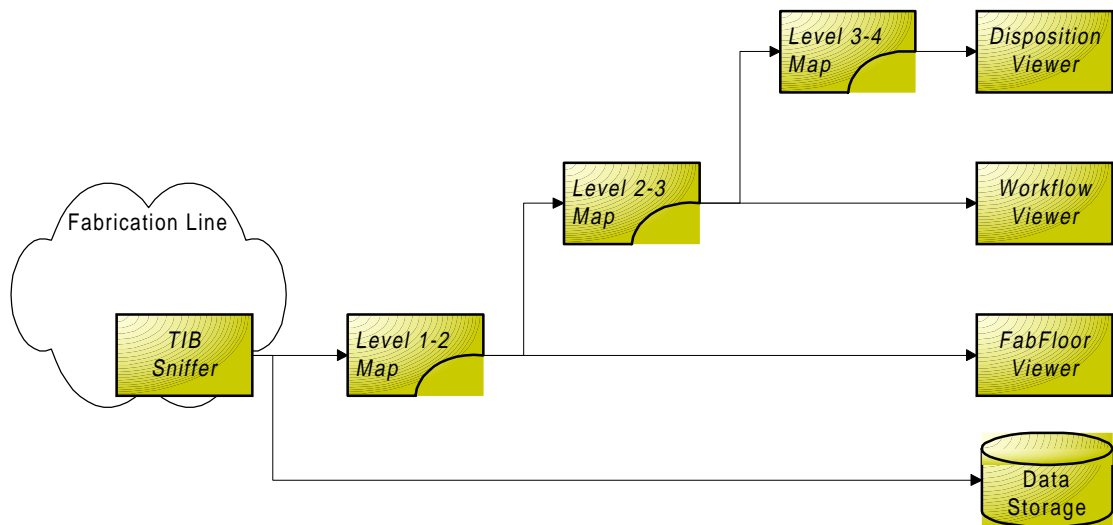 Level 3-4
Map
Disposition
Viewer
Level 2-3
Map
Workflow
Viewer
Fabrication Line
TIB
Sniffer
Level 1-2
Map
FabFloor
Viewer
Data
Storage